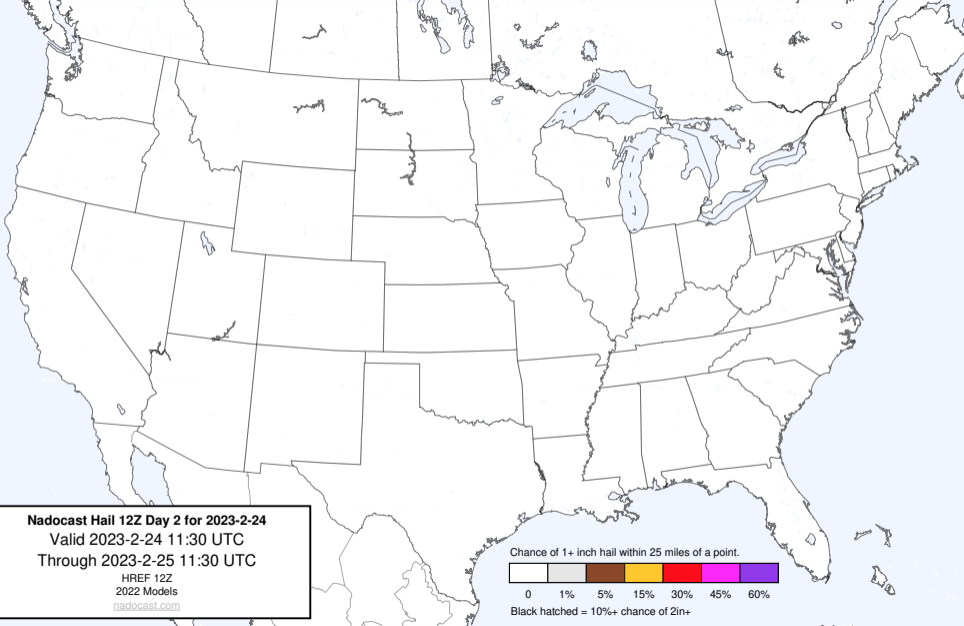 Nadocast Hail 12Z Day 2 for 2023-2-24
Valid 2023-2-24 11:30 UTC
Through 2023-2-25 11:30 UTC
HREF 12Z
2022 Models
nadocast.com
Chance of 1+ inch hail within 25 miles of a point.
0 1% 5% 15% 30% 45% 60%
Black hatched = 10%+ chance of 2in+